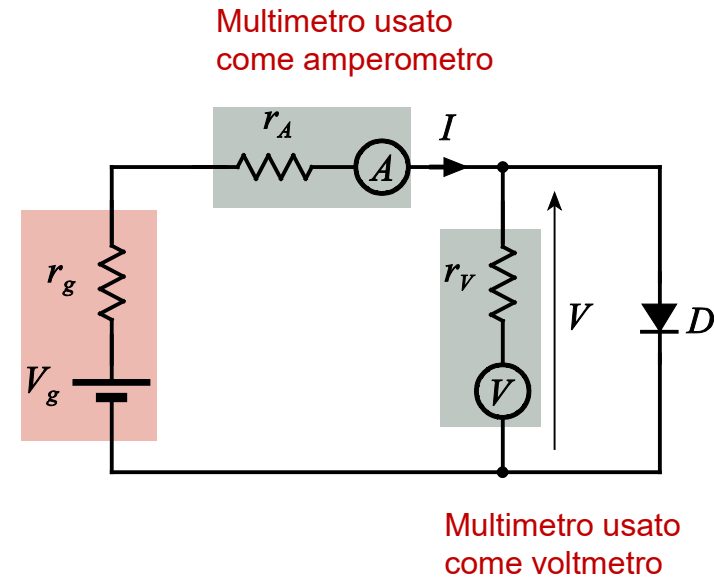 Multimetro usato
come amperometro
r_A
A
I
r_g
V_g
r_V
V
V
D
Multimetro usato
come voltmetro